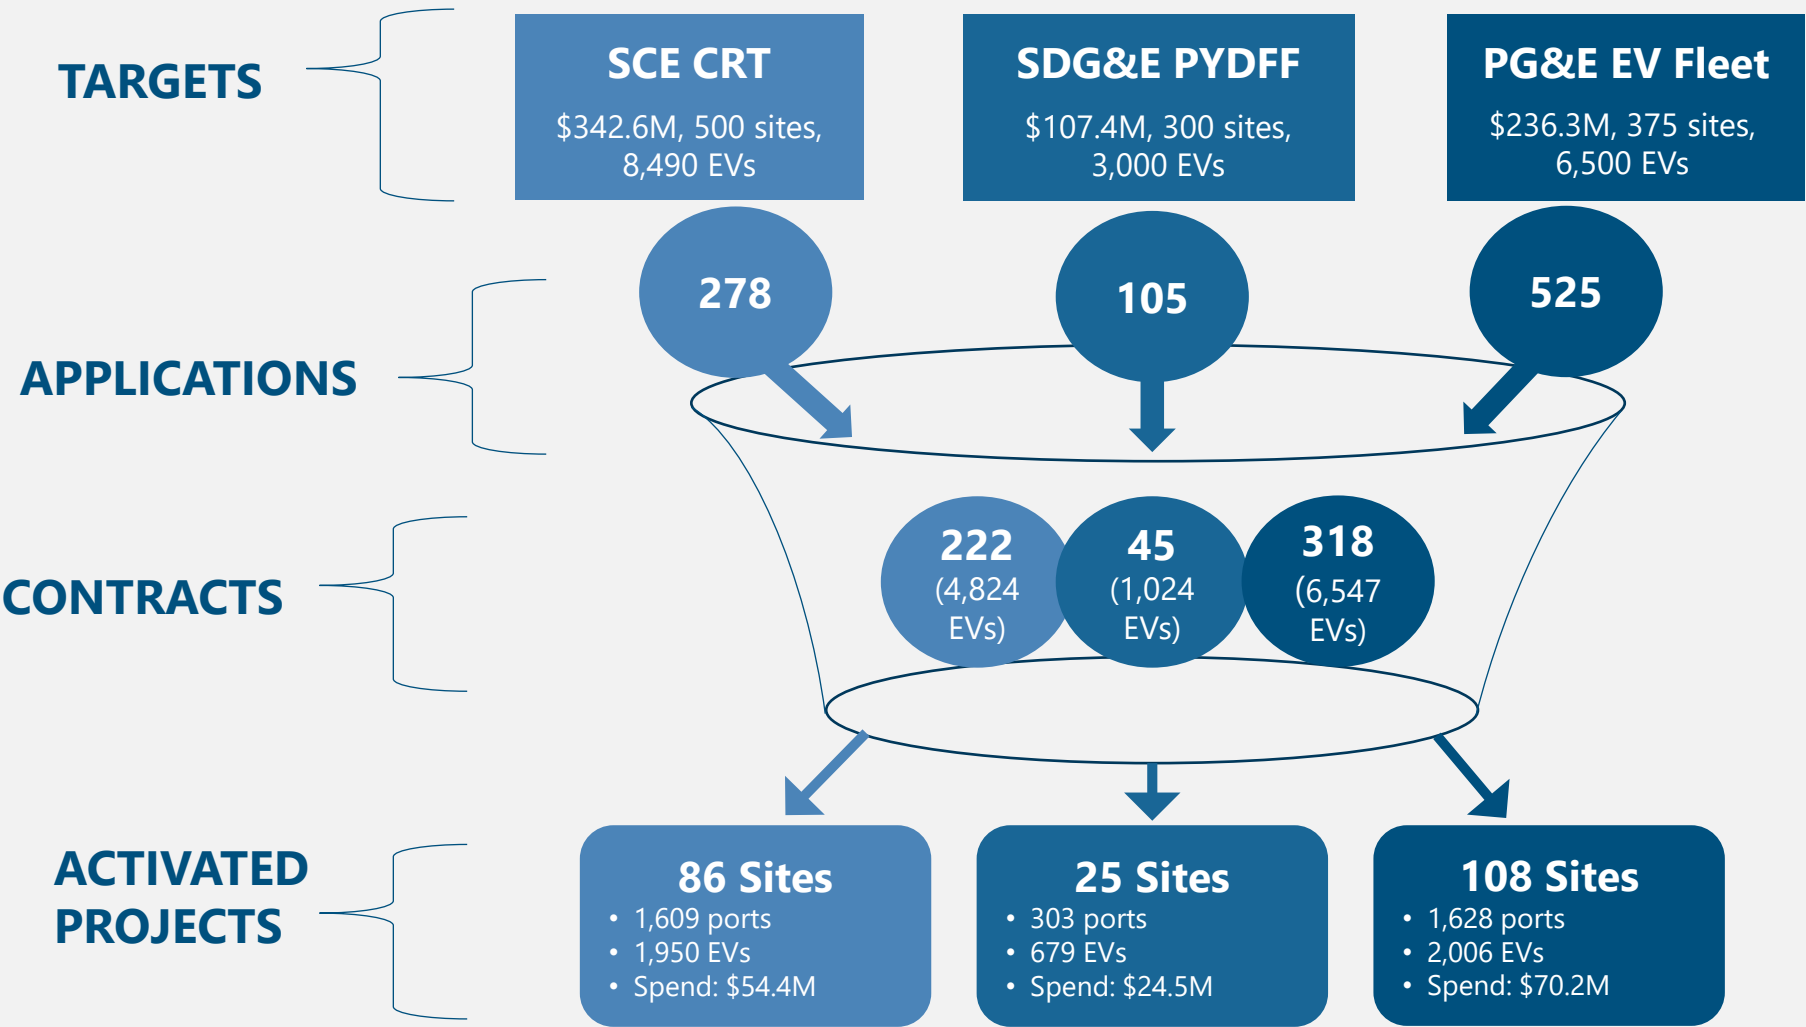 TARGETS
SCE CRT
$342.6M, 500 sites,
8,490 EVs
SDG&E PYDFF
$107.4M, 300 sites,
3,000 EVs
PG&E EV Fleet
$236.3M, 375 sites,
6,500 EVs
APPLICATIONS
278
105
525
CONTRACTS
222
(4,824
EVs)
45
(1,024
EVs)
318
(6,547
EVs)
ACTIVATED
PROJECTS
86 Sites
• 1,609 ports
• 1,950 EVs
• Spend: $54.4M
25 Sites
• 303 ports
• 679 EVs
• Spend: $24.5M
108 Sites
• 1,628 ports
• 2,006 EVs
• Spend: $70.2M